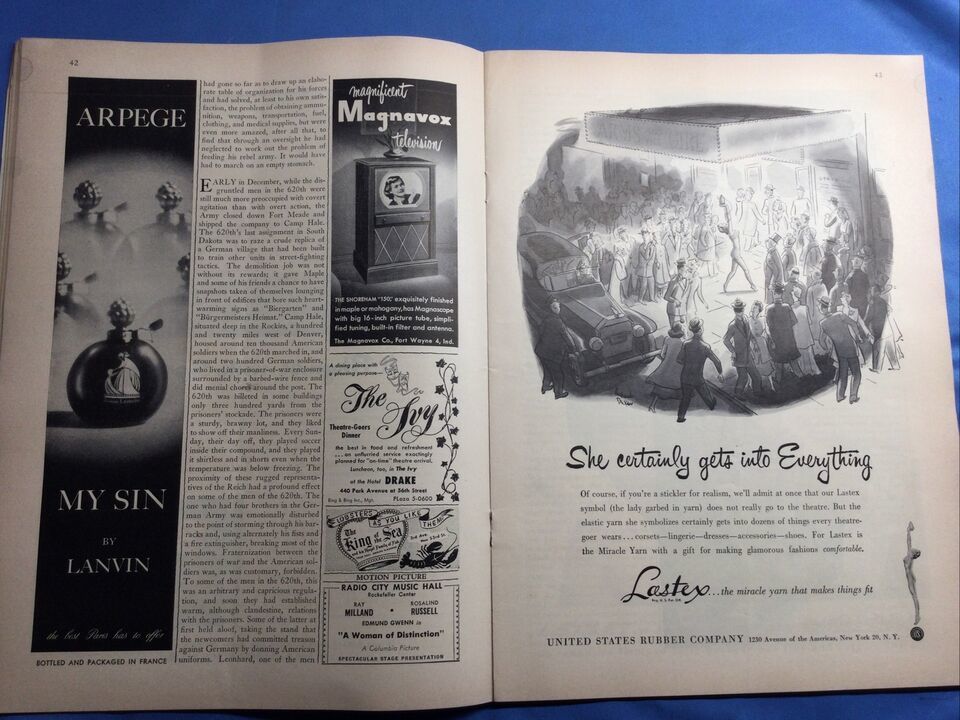 42
ARPEGE
MY SIN
BY
LANVIN
the best Paris has to offer
BOTTLED AND PACKAGED IN FRANCE
had gone so far as to draw up an elabo-
rate table of organization for his forces
and had solved, at least to his own satis-
faction, the problem of obtaining ammu-
nition, weapons, transportation, fuel,
clothing, and medical supplies, but were
even more amazed, after all that, to
find that through an oversight he had
neglected to work out the problem of
feeding his rebel army. It would have
had to march on an empty stomach.
EARLY in December, while the dis-
gruntled men in the 620th were
still much more preoccupied with covert
agitation than with overt action, the
Army closed down Fort Meade and
shipped the company to Camp Hale.
The 620th's last assignment in South
Dakota was to raze a crude replica of
a German village that had been built
to train other units in street-fighting
tactics. The demolition job was not
without its rewards; it gave Maple
and some of his friends a chance to have
snapshots taken of themselves lounging
in front of edifices that bore such heart-
warming signs as "Biergarten" and
"Bürgermeisters Heimat." Camp Hale,
situated deep in the Rockies, a hundred
and twenty miles west of Denver,
housed around ten thousand American
soldiers when the 620th marched in, and
around two hundred German soldiers,
who lived in a prisoner-of-war enclosure
surrounded by a barbed-wire fence and
did menial chores around the post. The
620th was billeted in some buildings
only three hundred yards from the
prisoners' stockade. The prisoners were
a sturdy, brawny lot, and they liked
to show off their manliness. Every Sun-
day, their day off, they played soccer
inside their compound, and they played
it shirtless and in shorts even when the
temperature was below freezing. The
proximity of these rugged representa-
tives of the Reich had a profound effect
on some of the men of the 620th. The
one who had four brothers in the Ger-
man Army was emotionally disturbed
to the point of storming through his bar-
racks and, using alternately his fists and
a fire extinguisher, breaking most of the
windows. Fraternization between the
prisoners of war and the American sol-
diers was, as was customary, forbidden.
To some of the men in the 620th, this
was an arbitrary and capricious regula-
tion, and soon they had established
warm, although clandestine, relations
with the prisoners. Some of the latter at
first held aloof, taking the stand that
the newcomers had committed treason
against Germany by donning American
uniforms. Leonhard, one of the men
magnificent
Magnavox
television
THE SHOREHAM "150," exquisitely finished
in maple or mahogany, has Magnascope
with big 16-inch picture tube, simpli-
fied tuning, built-in filter and antenna.
The Magnavox Co., Fort Wayne 4, Ind.
A dining place with
a pleasing purpose—
The Ivy
Theatre-Goers
Dinner
the best in food and refreshment
...an unflurried service exactingly
planned for "on-time" theatre arrival.
Luncheon, too, in The Ivy
at the Hotel DRAKE
440 Park Avenue at 56th Street
Bing & Bing Inc., Mgt. PLaza 5-0600
LOBSTERS AS YOU LIKE THEM!
The King of Sea
3rd Ave. and 53rd St.
MOTION PICTURE
RADIO CITY MUSIC HALL
Rockefeller Center
RAY MILLAND • ROSALIND RUSSELL
EDMUND GWENN in
"A Woman of Distinction"
A Columbia Picture
SPECTACULAR STAGE PRESENTATION
43
She certainly gets into Everything
Of course, if you're a stickler for realism, we'll admit at once that our Lastex
symbol (the lady garbed in yarn) does not really go to the theatre. But the
elastic yarn she symbolizes certainly gets into dozens of things every theatre-
goer wears...corsets—lingerie—dresses—accessories—shoes. For Lastex is
the Miracle Yarn with a gift for making glamorous fashions comfortable.
Lastex...the miracle yarn that makes things fit
Reg. U. S. Pat. Off.
UNITED STATES RUBBER COMPANY 1230 Avenue of the Americas, New York 20, N. Y.
US